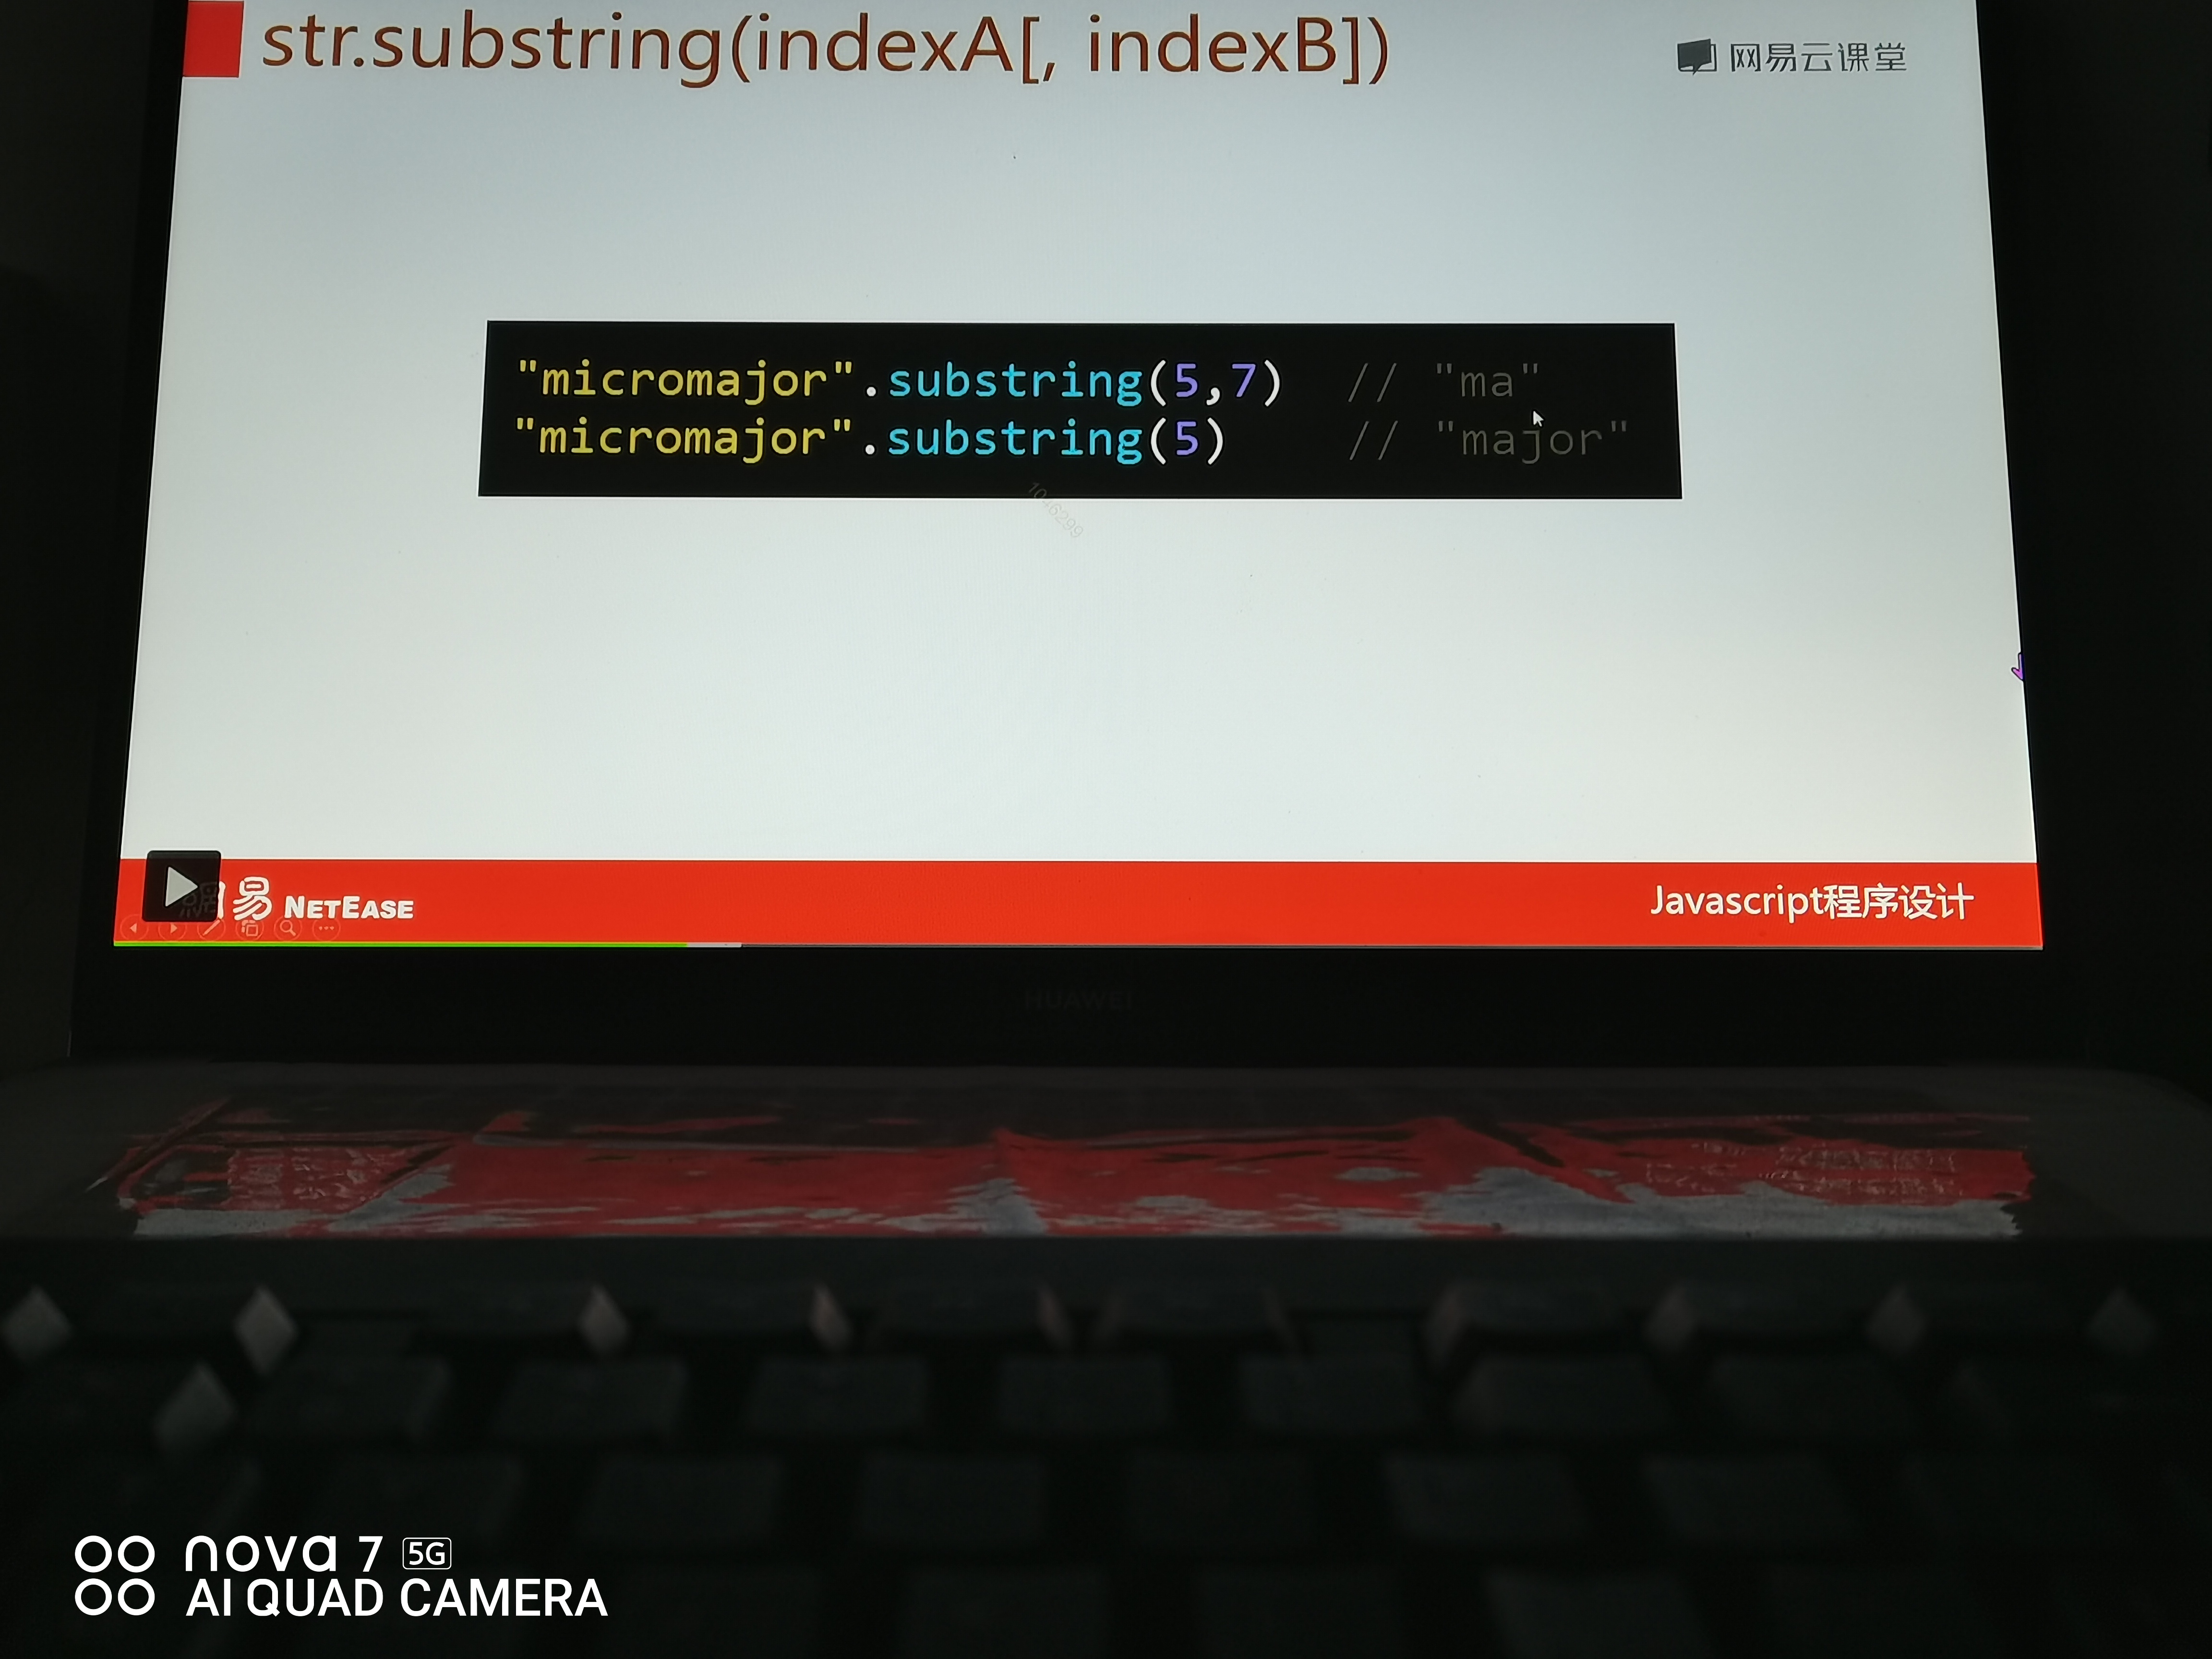 str.substring(indexA[, indexB])
网易云课堂
"micromajor".substring(5,7) // "ma"
"micromajor".substring(5) // "major"
網易 NETEASE
Javascript程序设计
HUAWEI
nova 7 5G
AI QUAD CAMERA